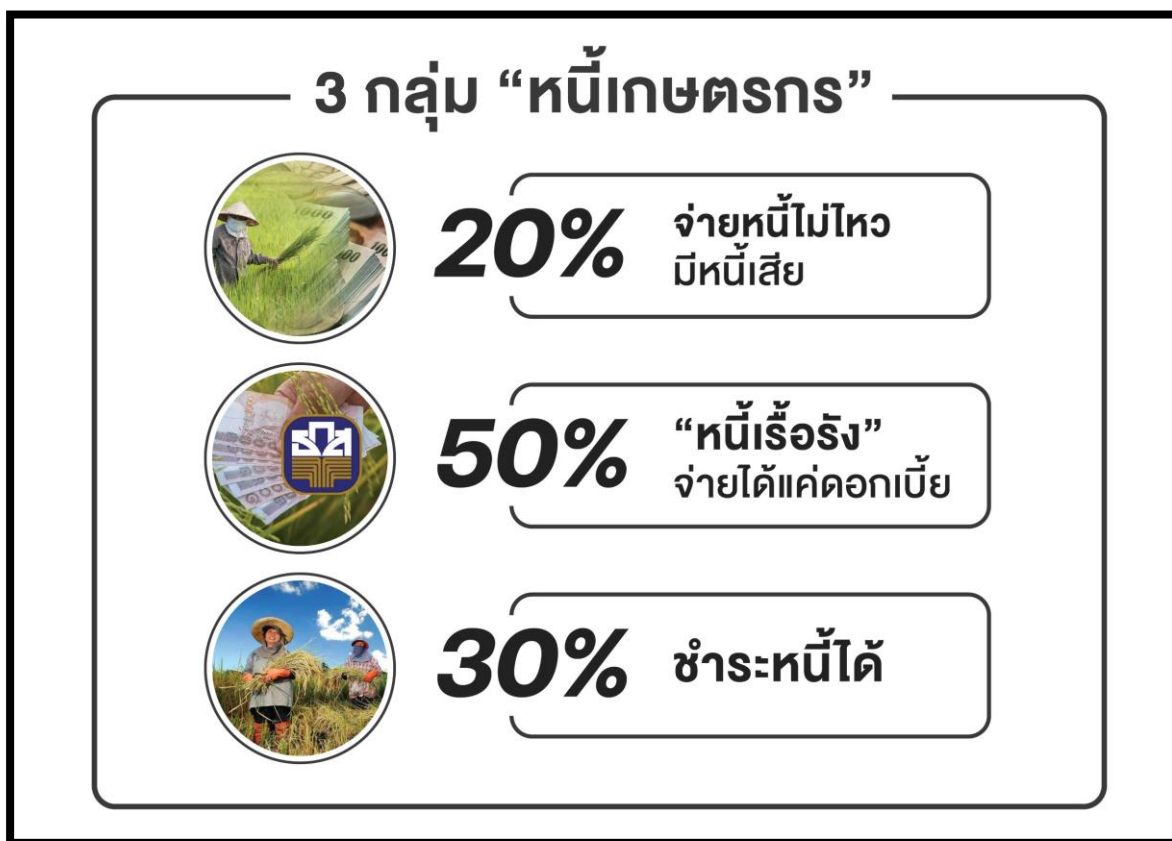 3 กลุ่ม “หนี้เกษตรกร”
20%
จ่ายหนี้ไม่ไหว
มีหนี้เสีย
50%
“หนี้เรื้อรัง”
จ่ายได้แค่ดอกเบี้ย
ธกส
30%
ชำระหนี้ได้